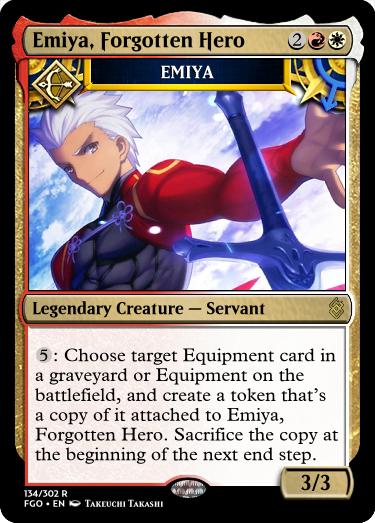 Emiya, Forgotten Hero 2
EMIYA
Legendary Creature — Servant
5: Choose target Equipment card in
a graveyard or Equipment on the
battlefield, and create a token that's
a copy of it attached to Emiya,
Forgotten Hero. Sacrifice the copy at
the beginning of the next end step.
3/3
134/302 R
FGO • EN Takeuchi Takashi